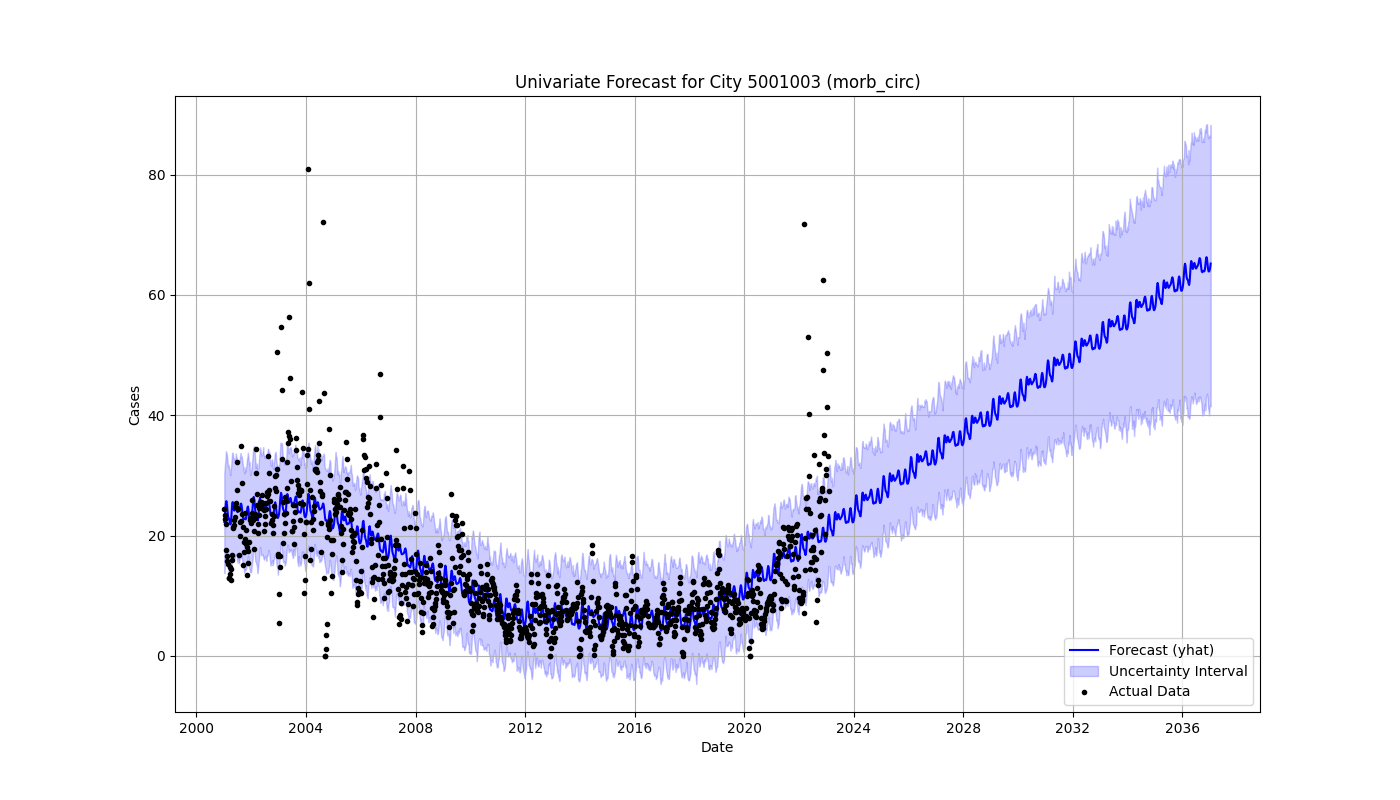 Univariate Forecast for City 5001003 (morb_circ)
80
60
40
20
0
Cases
2000 2004 2008 2012 2016 2020 2024 2028 2032 2036
Date
Forecast (yhat)
Uncertainty Interval
Actual Data